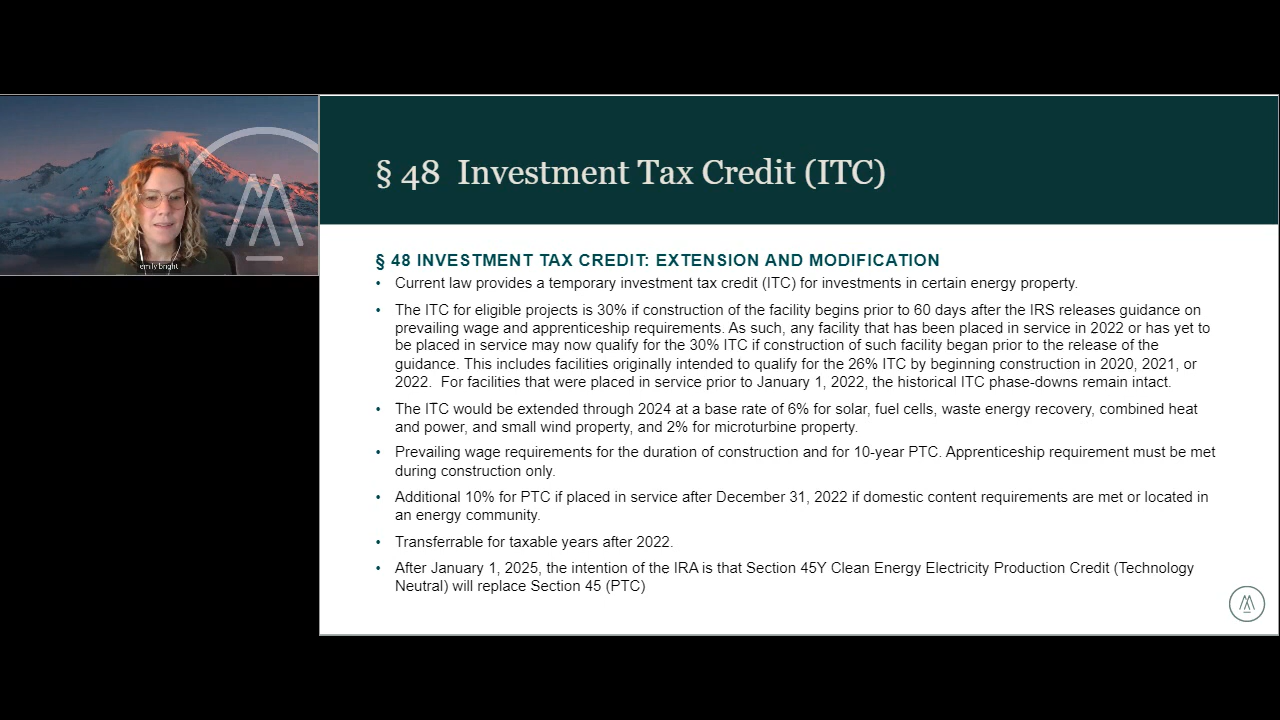 emily bright
§ 48  Investment Tax Credit (ITC)
§ 48 INVESTMENT TAX CREDIT: EXTENSION AND MODIFICATION
• Current law provides a temporary investment tax credit (ITC) for investments in certain energy property.
• The ITC for eligible projects is 30% if construction of the facility begins prior to 60 days after the IRS releases guidance on
prevailing wage and apprenticeship requirements. As such, any facility that has been placed in service in 2022 or has yet to
be placed in service may now qualify for the 30% ITC if construction of such facility began prior to the release of the
guidance. This includes facilities originally intended to qualify for the 26% ITC by beginning construction in 2020, 2021, or
2022.  For facilities that were placed in service prior to January 1, 2022, the historical ITC phase-downs remain intact.
• The ITC would be extended through 2024 at a base rate of 6% for solar, fuel cells, waste energy recovery, combined heat
and power, and small wind property, and 2% for microturbine property.
• Prevailing wage requirements for the duration of construction and for 10-year PTC. Apprenticeship requirement must be met
during construction only.
• Additional 10% for PTC if placed in service after December 31, 2022 if domestic content requirements are met or located in
an energy community.
• Transferrable for taxable years after 2022.
• After January 1, 2025, the intention of the IRA is that Section 45Y Clean Energy Electricity Production Credit (Technology
Neutral) will replace Section 45 (PTC)